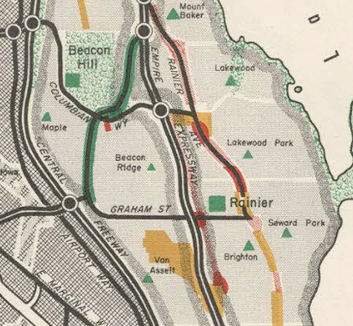 Mount
Baker
Beacon
Hill
EMPIRE
EXPRESSWAY
RAINIER
AVE
Lakewood
COLUMBIAN
WY
Maple
Lakewood Park
Beacon
Ridge
CENTRAL
FREEWAY
GRAHAM ST
Rainier
Seward Park
Brighton
Van
Asselt
AIRPORT WAY
MARGINAL